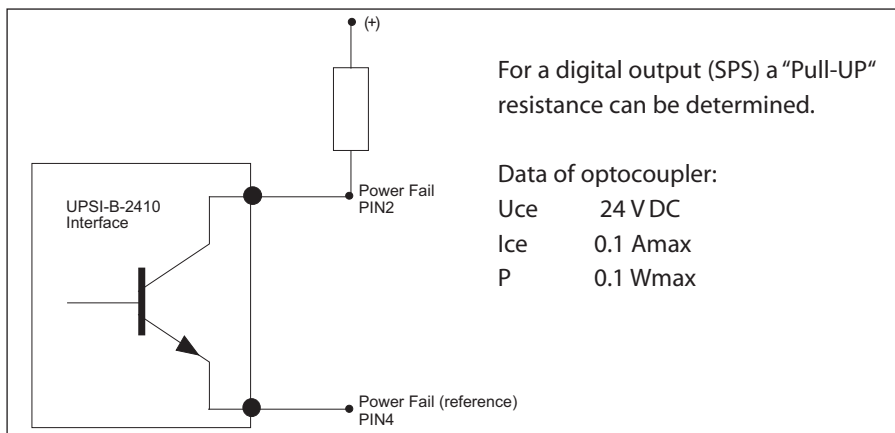 (+)
For a digital output (SPS) a “Pull-UP“
resistance can be determined.
Data of optocoupler:
Uce 24 V DC
Ice 0.1 Amax
P 0.1 Wmax
UPSI-B-2410
Interface
Power Fail
PIN2
Power Fail (reference)
PIN4